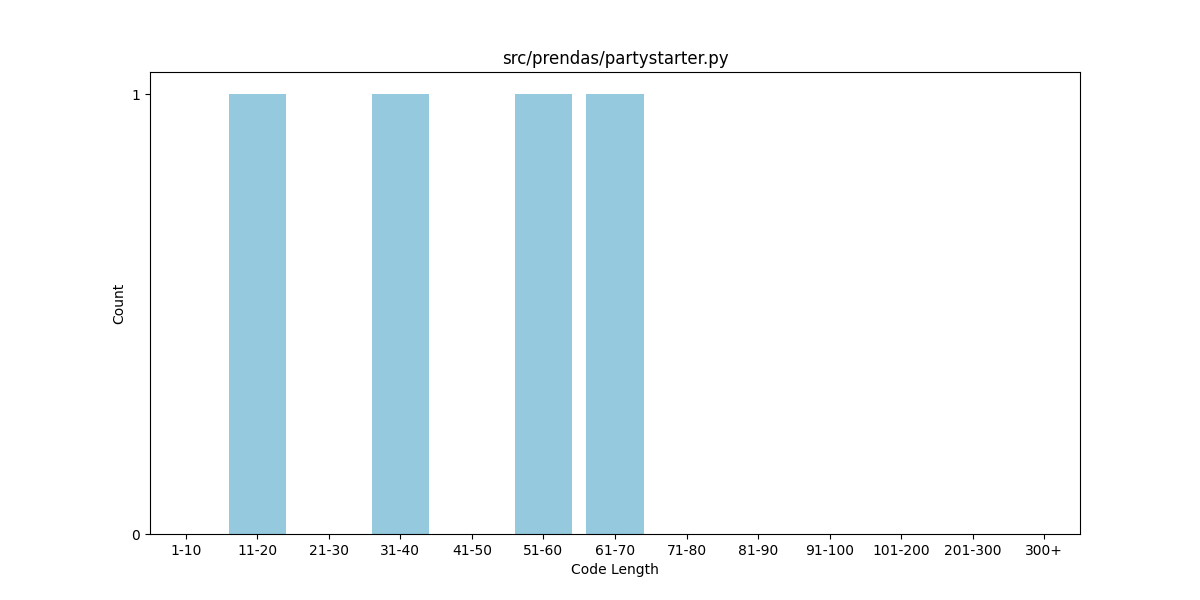 src/prendas/partystarter.py
1
Count
0
1-10 11-20 21-30 31-40 41-50 51-60 61-70 71-80 81-90 91-100 101-200 201-300 300+
Code Length